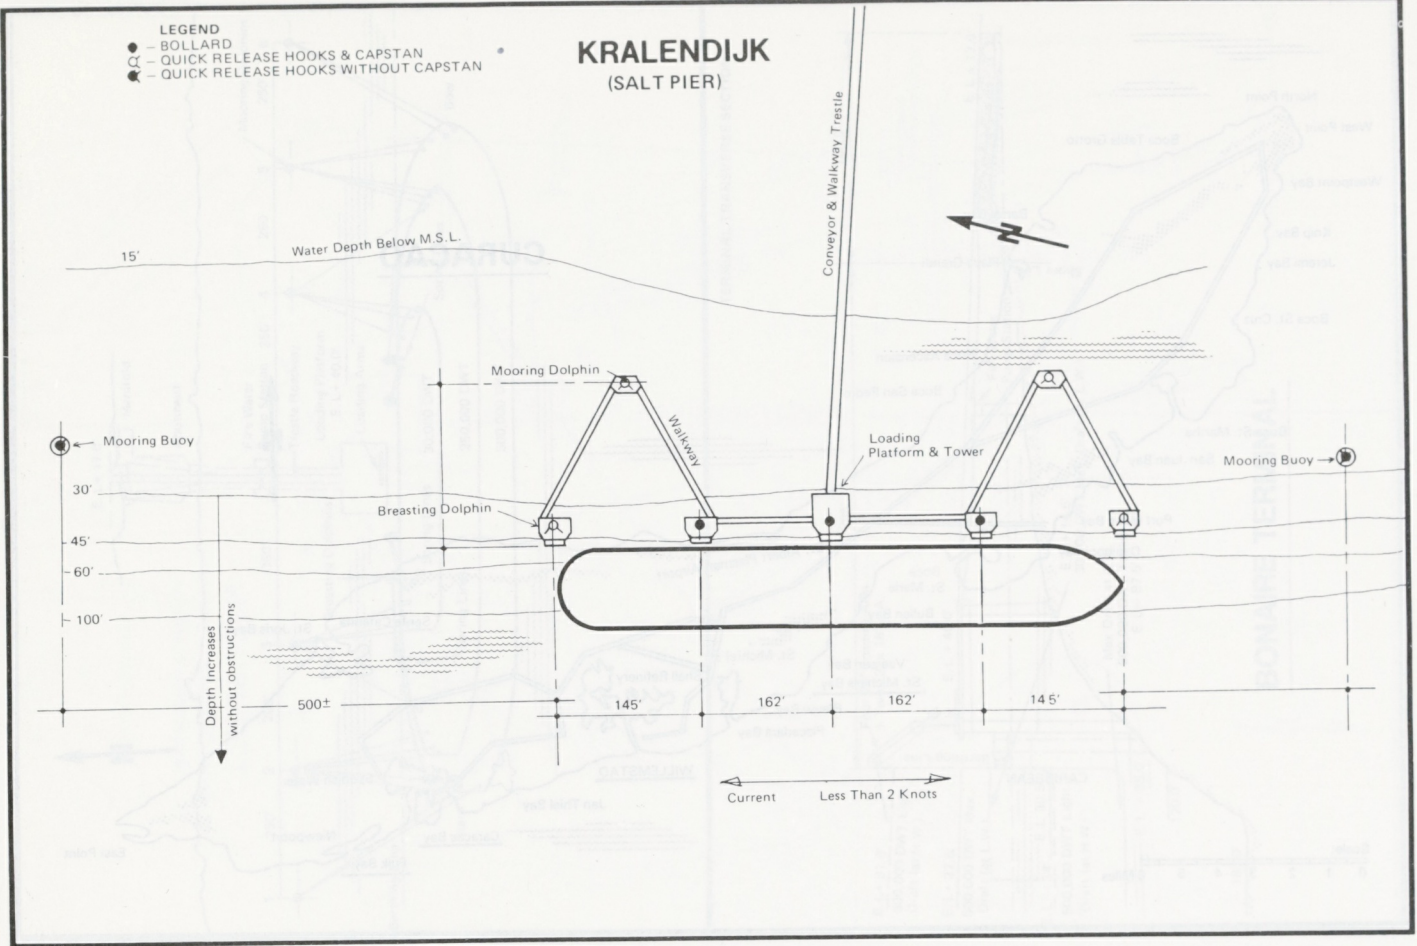 LEGEND
– BOLLARD
– QUICK RELEASE HOOKS & CAPSTAN
– QUICK RELEASE HOOKS WITHOUT CAPSTAN
KRALENDIJK
(SALT PIER)
Conveyor & Walkway Trestle
N
15'
Water Depth Below M.S.L.
Mooring Dolphin
Walkway
Mooring Buoy
Loading
Platform & Tower
Mooring Buoy
30'
Breasting Dolphin
45'
60'
100'
Depth Increases
without obstructions
500±
145'
162'
162'
145'
Current Less Than 2 Knots
CURACAO
BONAIRE TERMINAL
WILLEMSTAD